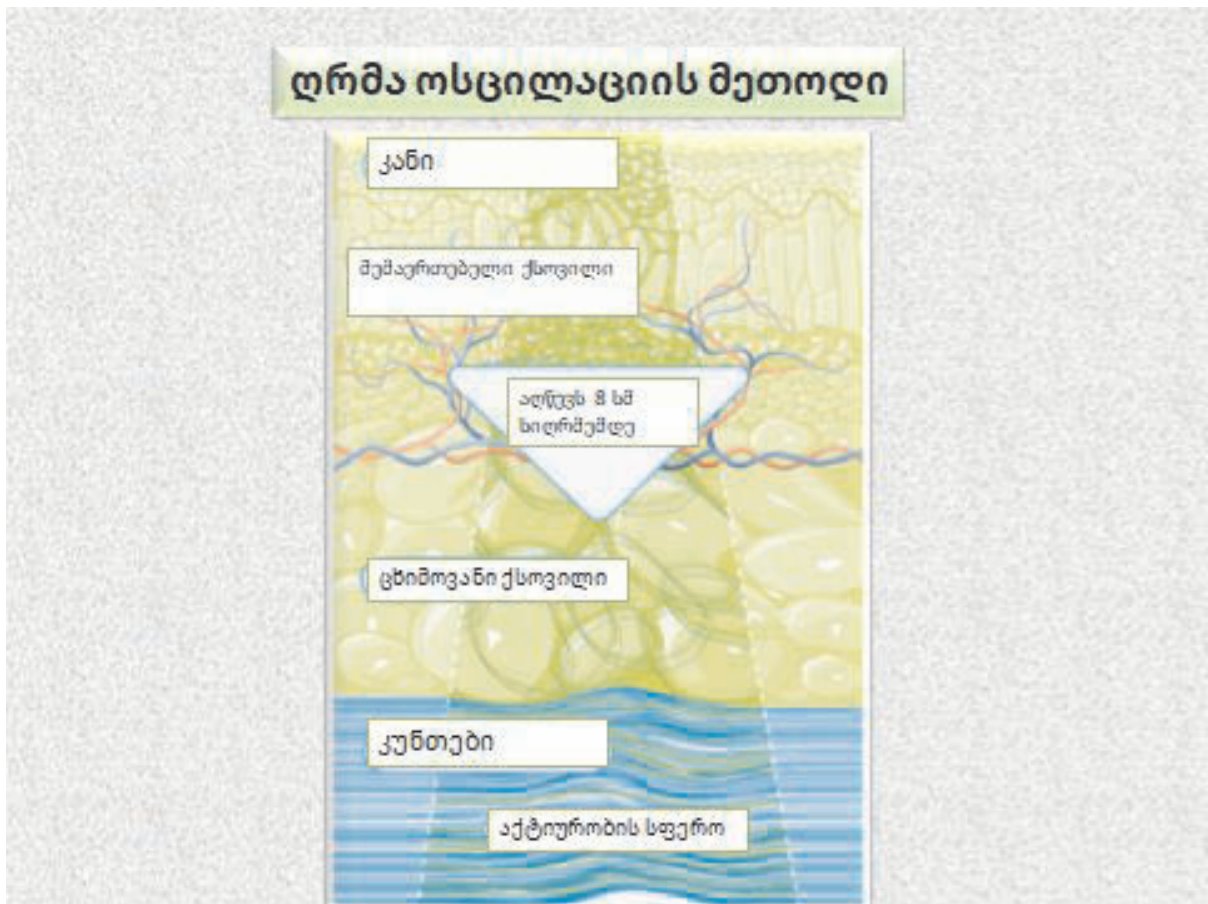 ღრმა ოსცილაციის მეთოდი
კანი
შემაერთებელი ქსოვილი
აღწევს 8 სმ
სიღრმემდე
ცხიმოვანი ქსოვილი
კუნთები
აქტიურობის სფერო